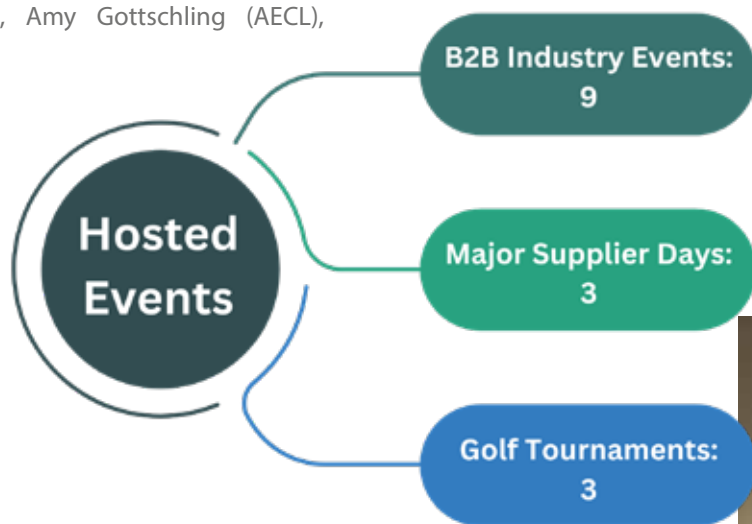 , Amy Gottschling (AECL),
B2B Industry Events:
9
Hosted
Events
Major Supplier Days:
3
Golf Tournaments:
3